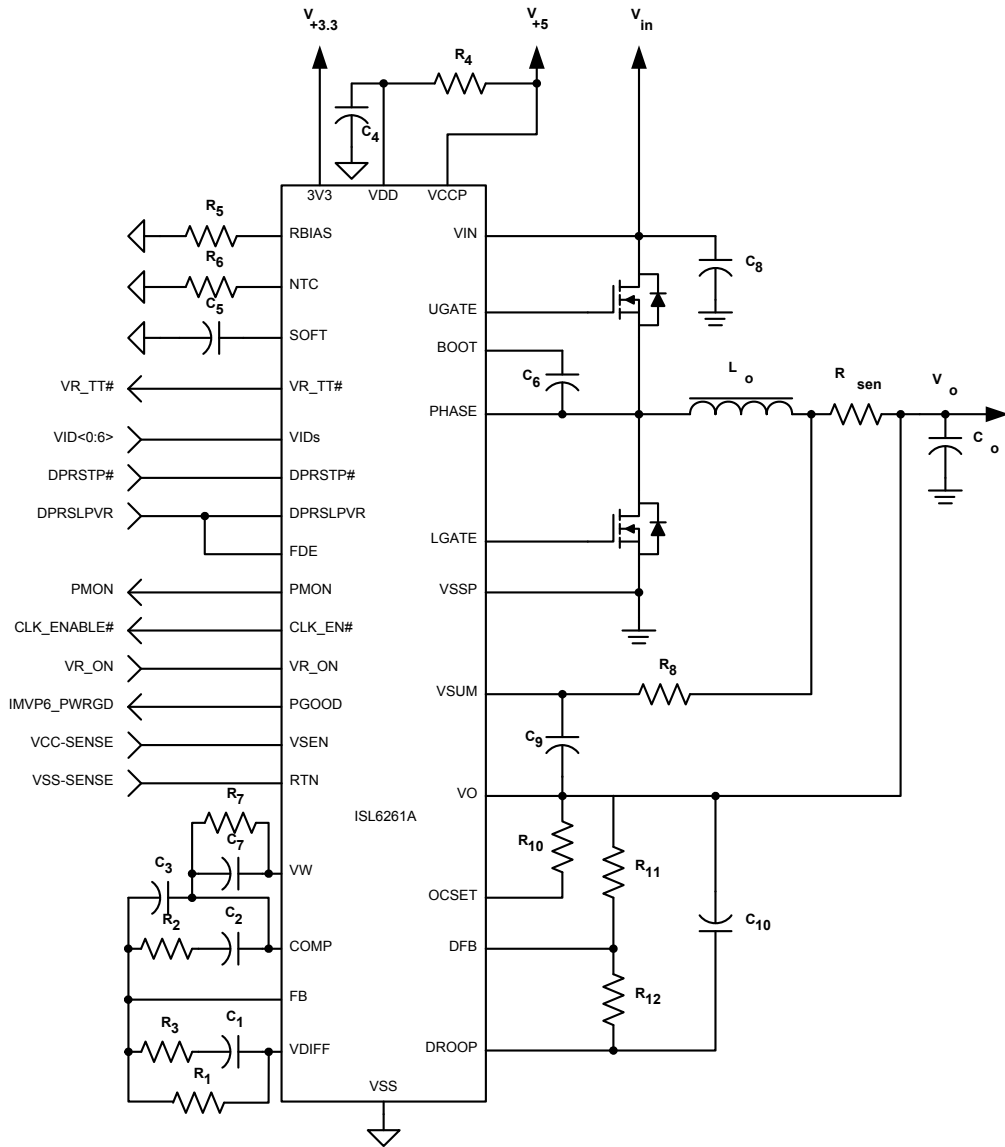 V+3.3
V+5
Vin
R4
C4
3V3
VDD
VCCP
R5
RBIAS
VIN
C8
R6
NTC
C5
UGATE
SOFT
BOOT
VR_TT#
VR_TT#
C6
Lo
Rsen
Vo
PHASE
Co
VID<0:6>
VIDs
DPRSTP#
DPRSTP#
DPRSLPVR
DPRSLPVR
LGATE
FDE
PMON
PMON
VSSP
CLK_ENABLE#
CLK_EN#
VR_ON
VR_ON
R8
VSUM
IMVP6_PWRGD
PGOOD
VCC-SENSE
VSEN
C9
VSS-SENSE
RTN
VO
R7
ISL6261A
C7
R10
R11
C3
VW
OCSET
R2
C2
C10
COMP
DFB
FB
R12
R3
C1
VDIFF
DROOP
R1
VSS